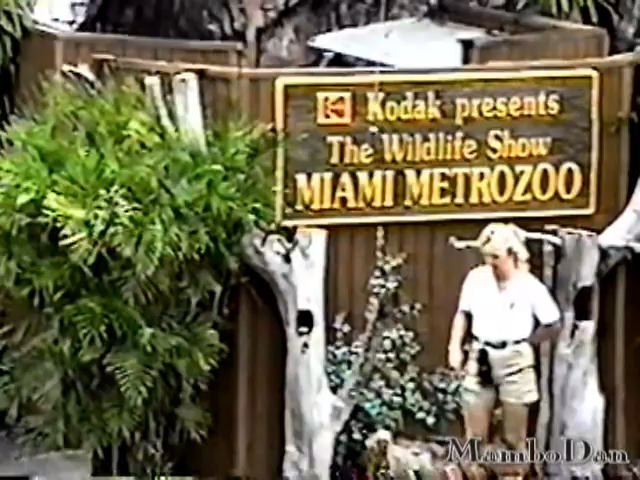 Kodak presents
The Wildlife Show
MIAMI METROZOO
MamboDan